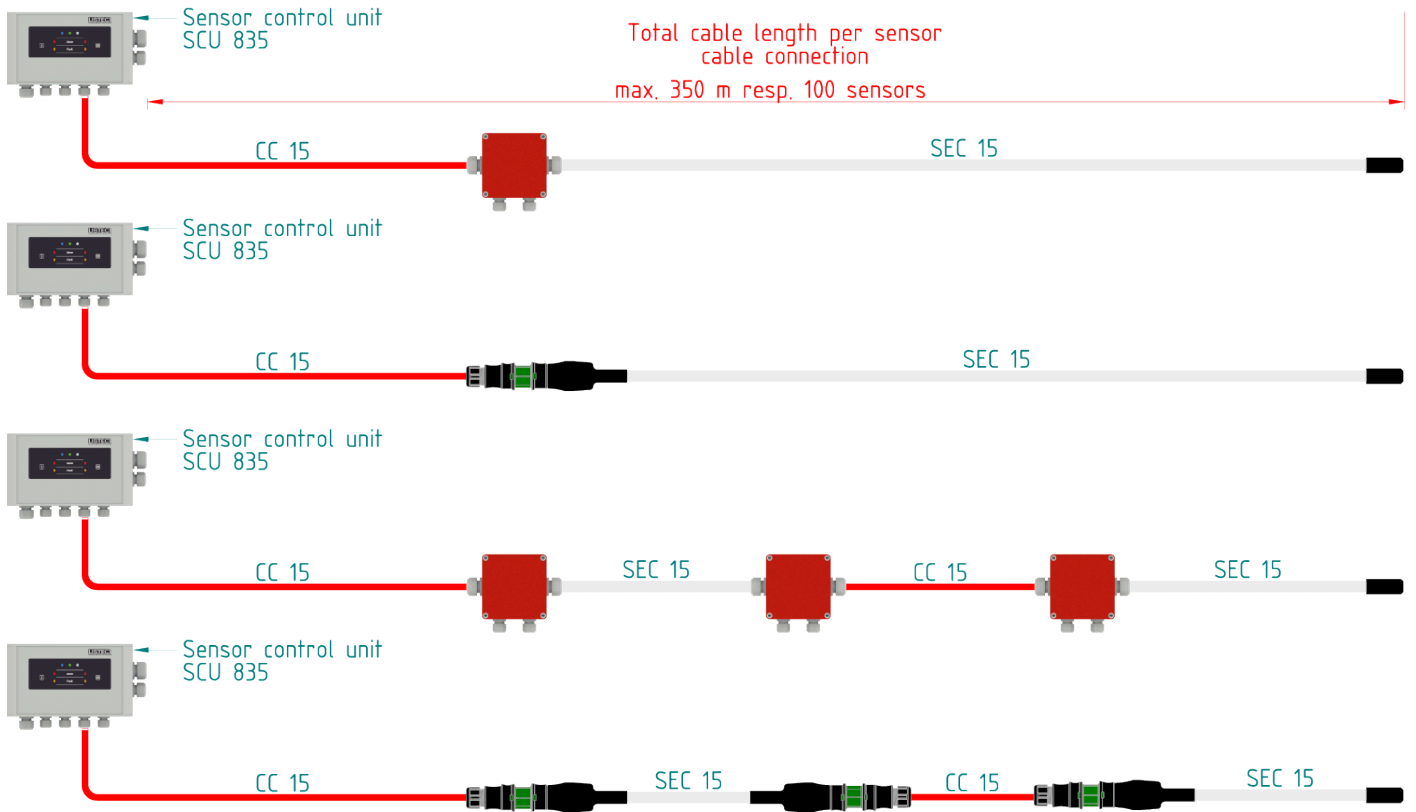 Sensor control unit
SCU 835
Total cable length per sensor
cable connection
max. 350 m resp. 100 sensors
CC 15
SEC 15
Sensor control unit
SCU 835
CC 15
SEC 15
Sensor control unit
SCU 835
CC 15
SEC 15
CC 15
SEC 15
Sensor control unit
SCU 835
CC 15
SEC 15
CC 15
SEC 15